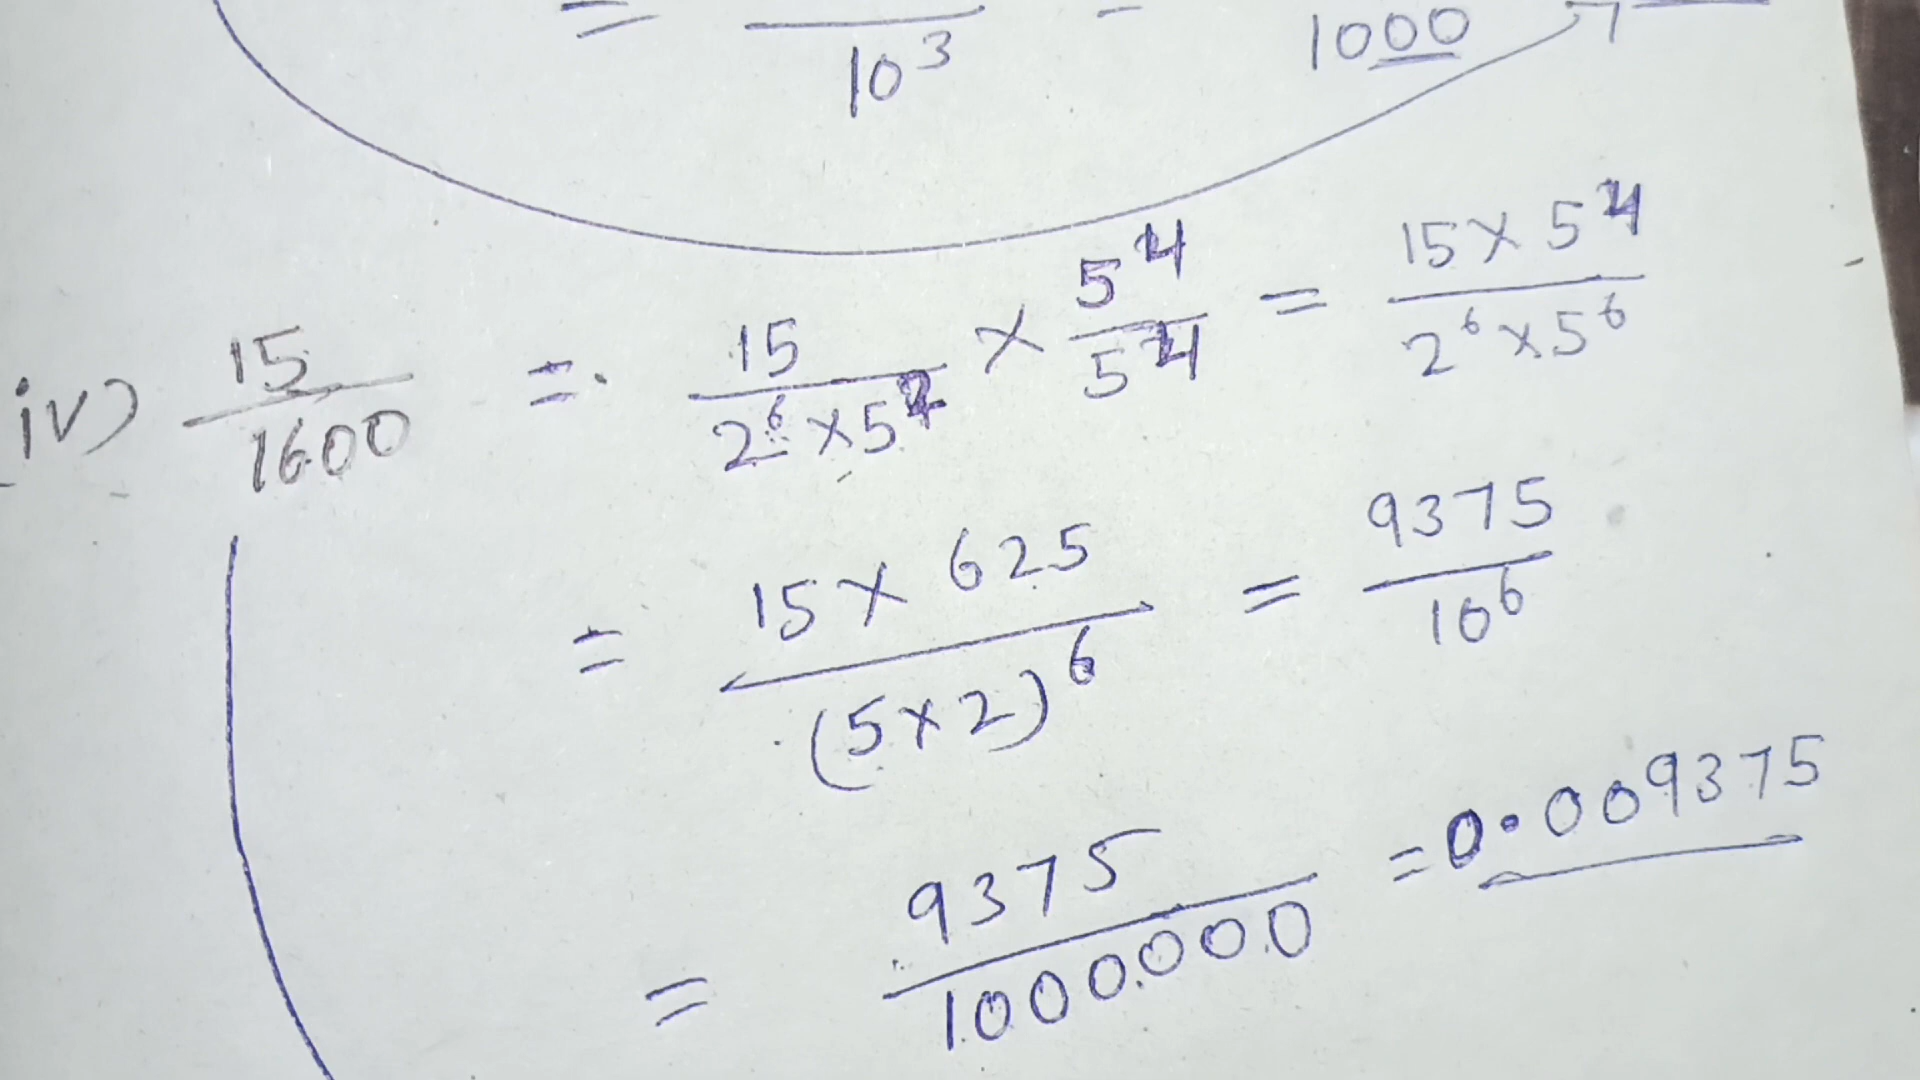 = ― / 10³ - 1000
iv) 15/1600 = 15/(2⁶ × 5²) × 5⁴/5⁴ = (15 × 5⁴)/(2⁶ × 5⁶)
= (15 × 625)/(5 × 2)⁶ = 9375/10⁶
= 9375/1000000 = 0.009375